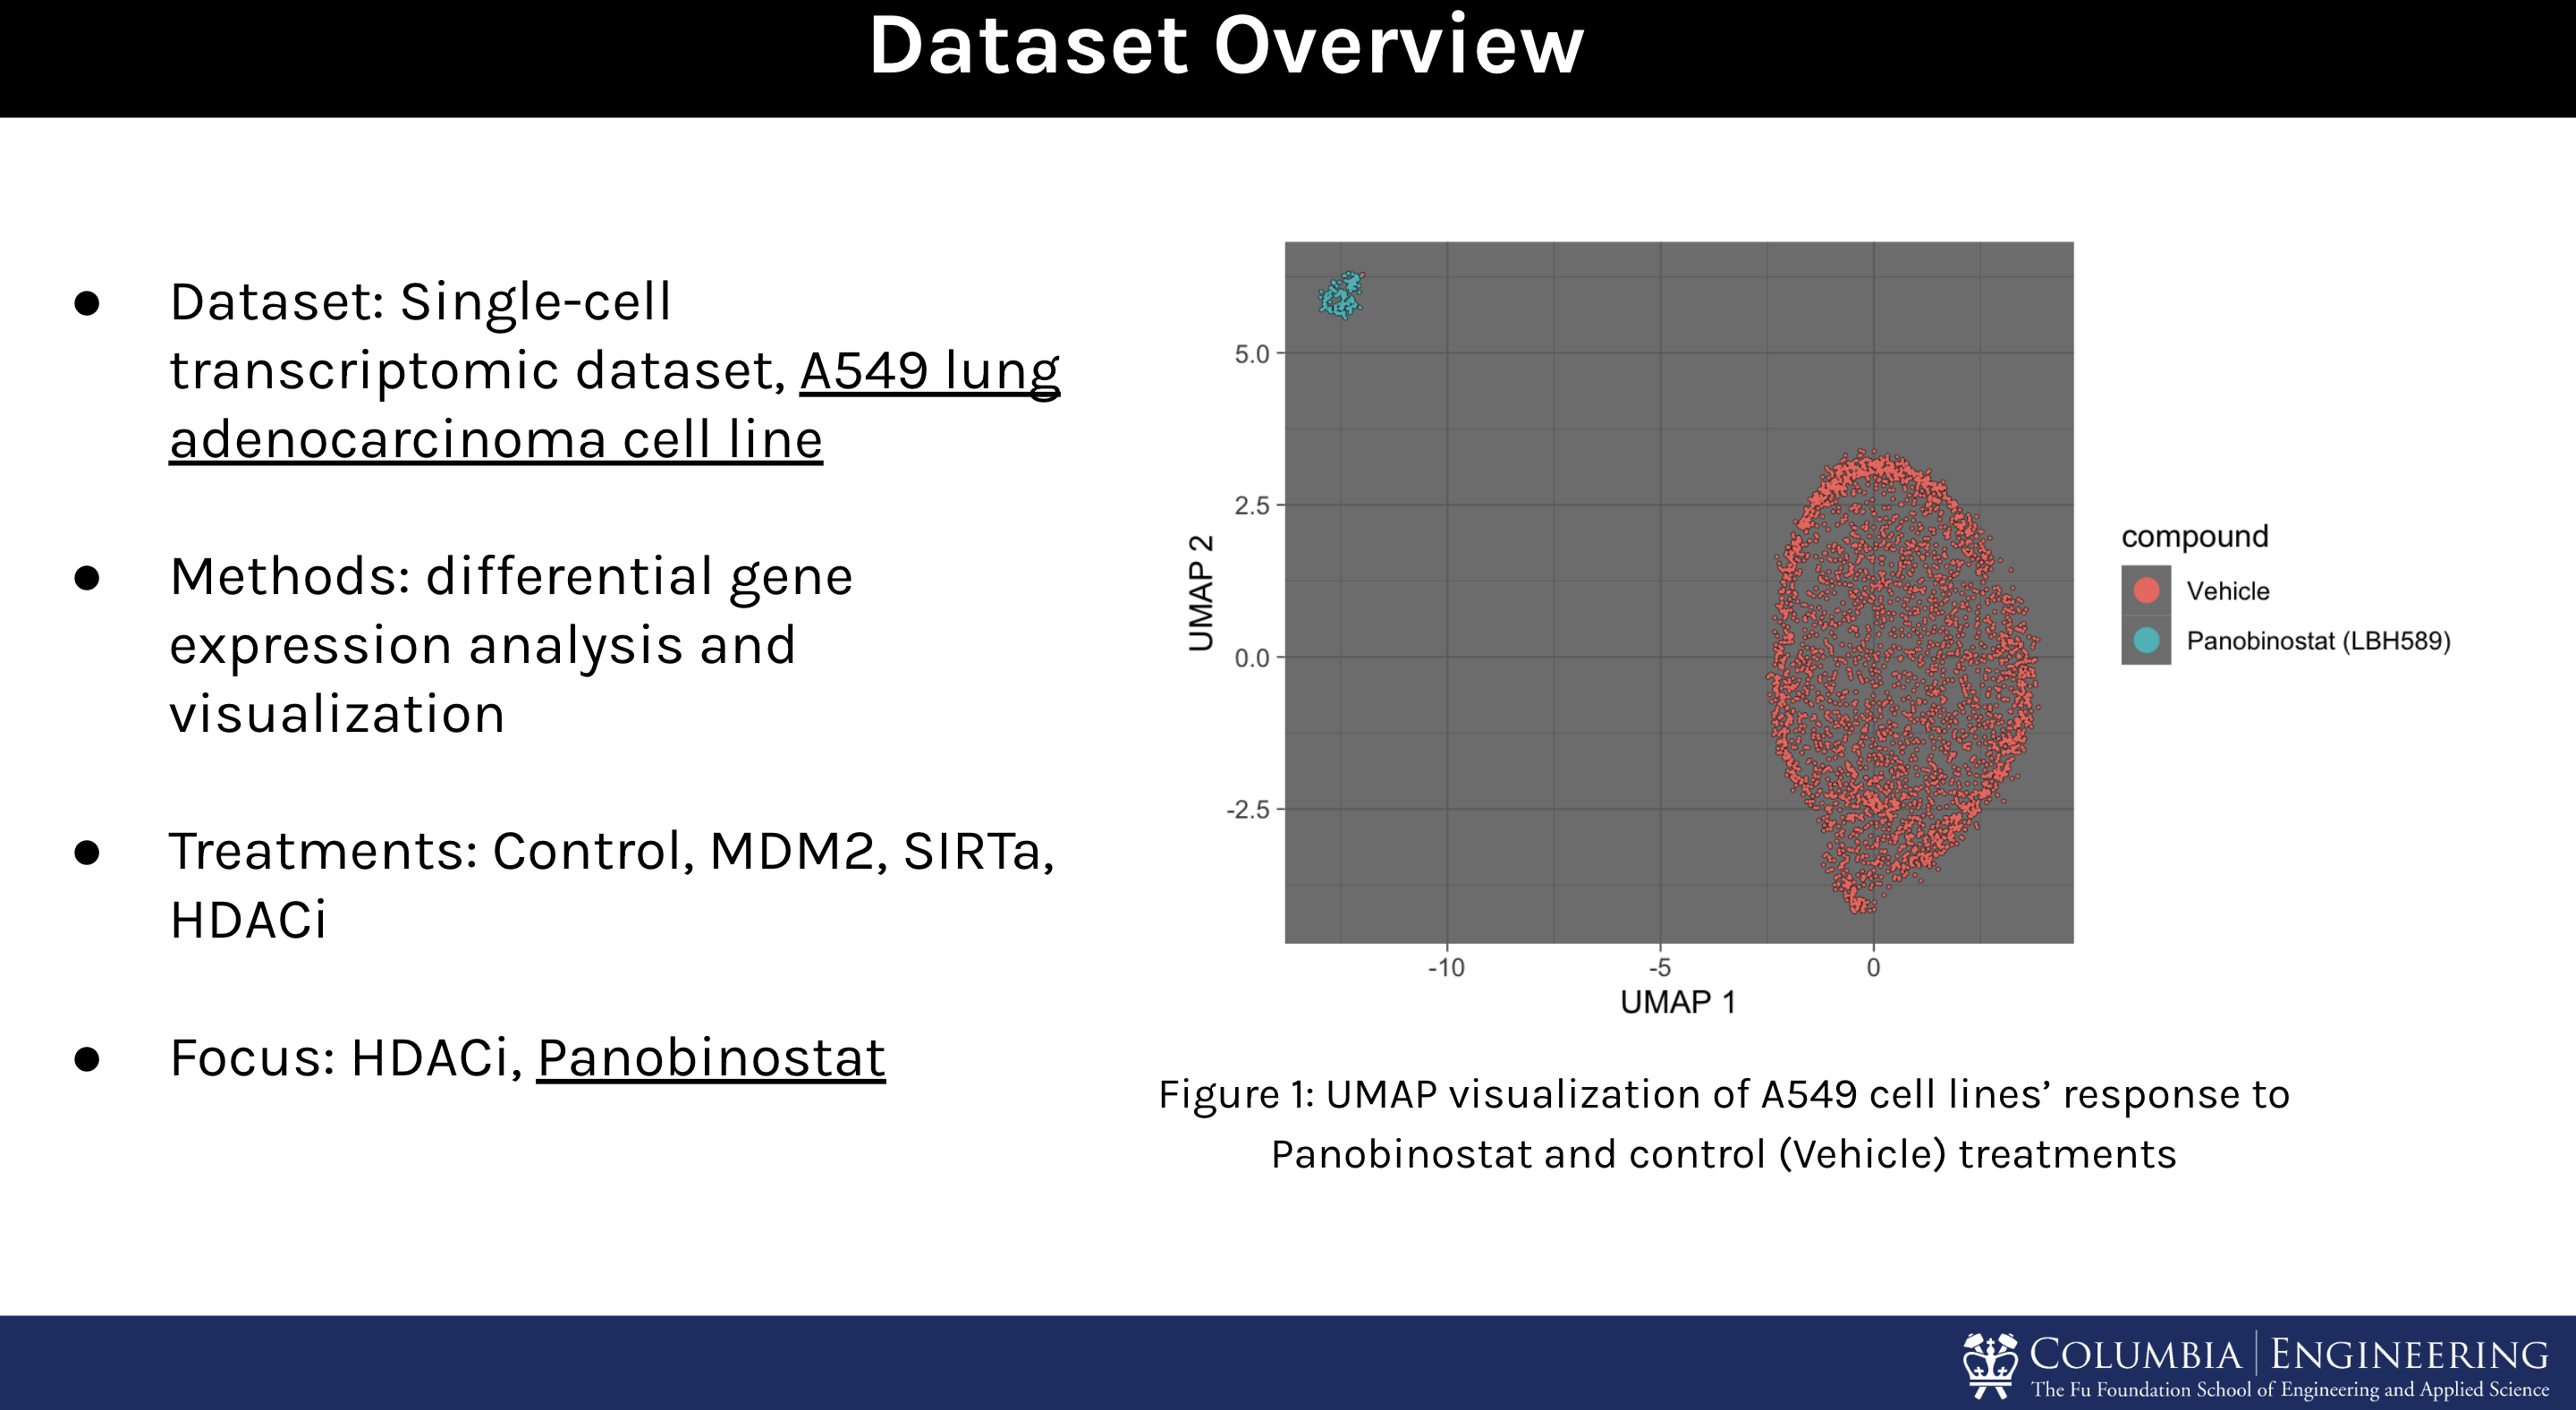 Dataset Overview
● Dataset: Single-cell
transcriptomic dataset, A549 lung
adenocarcinoma cell line
● Methods: differential gene
expression analysis and
visualization
● Treatments: Control, MDM2, SIRTa,
HDACi
● Focus: HDACi, Panobinostat
UMAP 2
5.0
2.5
0.0
-2.5
-10 -5 0
UMAP 1
compound
Vehicle
Panobinostat (LBH589)
Figure 1: UMAP visualization of A549 cell lines’ response to
Panobinostat and control (Vehicle) treatments
COLUMBIA | ENGINEERING
The Fu Foundation School of Engineering and Applied Science